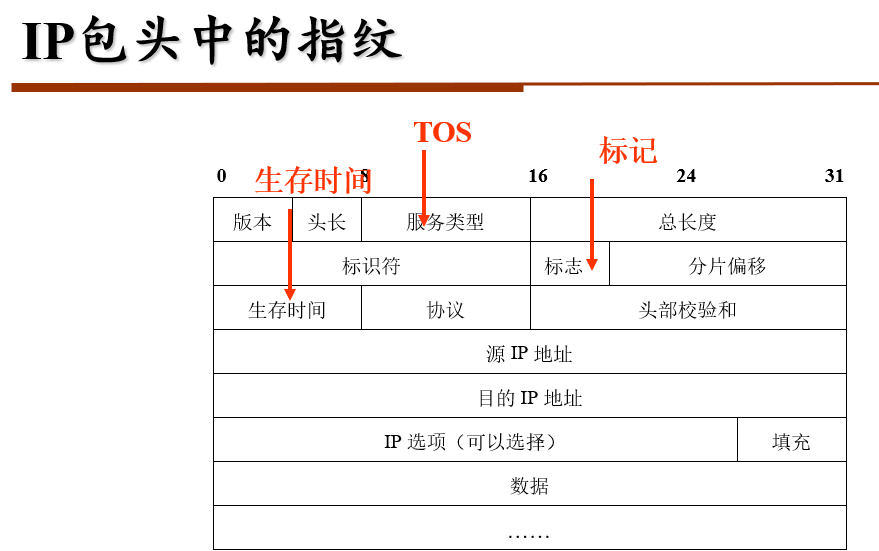 IP包头中的指纹
TOS
标记
生存时间
0 8 16 24 31
版本 头长 服务类型 总长度
标识符 标志 分片偏移
生存时间 协议 头部校验和
源 IP 地址
目的 IP 地址
IP 选项（可以选择） 填充
数据
……